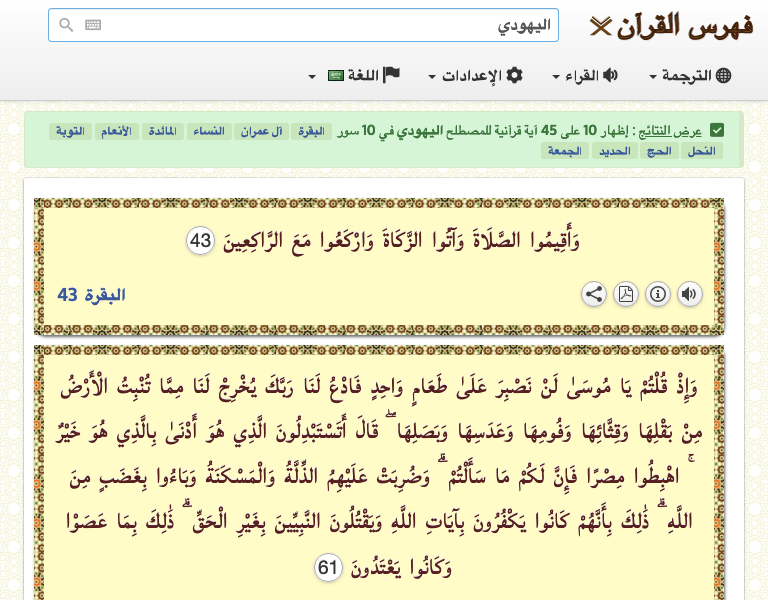 فهرس القرآن
اليهودي
الترجمة القراء الإعدادات اللغة
عرض النتائج : إظهار 10 على 45 آية قرآنية للمصطلح اليهودي في 10 سور البقرة آل عمران النساء المائدة الأنعام التوبة
النحل الحج الحديد الجمعة
وَأَقِيمُوا الصَّلَاةَ وَآتُوا الزَّكَاةَ وَارْكَعُوا مَعَ الرَّاكِعِينَ 43
البقرة 43
وَإِذْ قُلْتُمْ يَا مُوسَىٰ لَنْ نَصْبِرَ عَلَىٰ طَعَامٍ وَاحِدٍ فَادْعُ لَنَا رَبَّكَ يُخْرِجْ لَنَا مِمَّا تُنْبِتُ الْأَرْضُ
مِنْ بَقْلِهَا وَقِثَّائِهَا وَفُومِهَا وَعَدَسِهَا وَبَصَلِهَا ۖ قَالَ أَتَسْتَبْدِلُونَ الَّذِي هُوَ أَدْنَىٰ بِالَّذِي هُوَ خَيْرٌ
ۚ اهْبِطُوا مِصْرًا فَإِنَّ لَكُمْ مَا سَأَلْتُمْ ۗ وَضُرِبَتْ عَلَيْهِمُ الذِّلَّةُ وَالْمَسْكَنَةُ وَبَاءُوا بِغَضَبٍ مِنَ
اللَّهِ ۗ ذَٰلِكَ بِأَنَّهُمْ كَانُوا يَكْفُرُونَ بِآيَاتِ اللَّهِ وَيَقْتُلُونَ النَّبِيِّينَ بِغَيْرِ الْحَقِّ ۗ ذَٰلِكَ بِمَا عَصَوْا
وَكَانُوا يَعْتَدُونَ 61